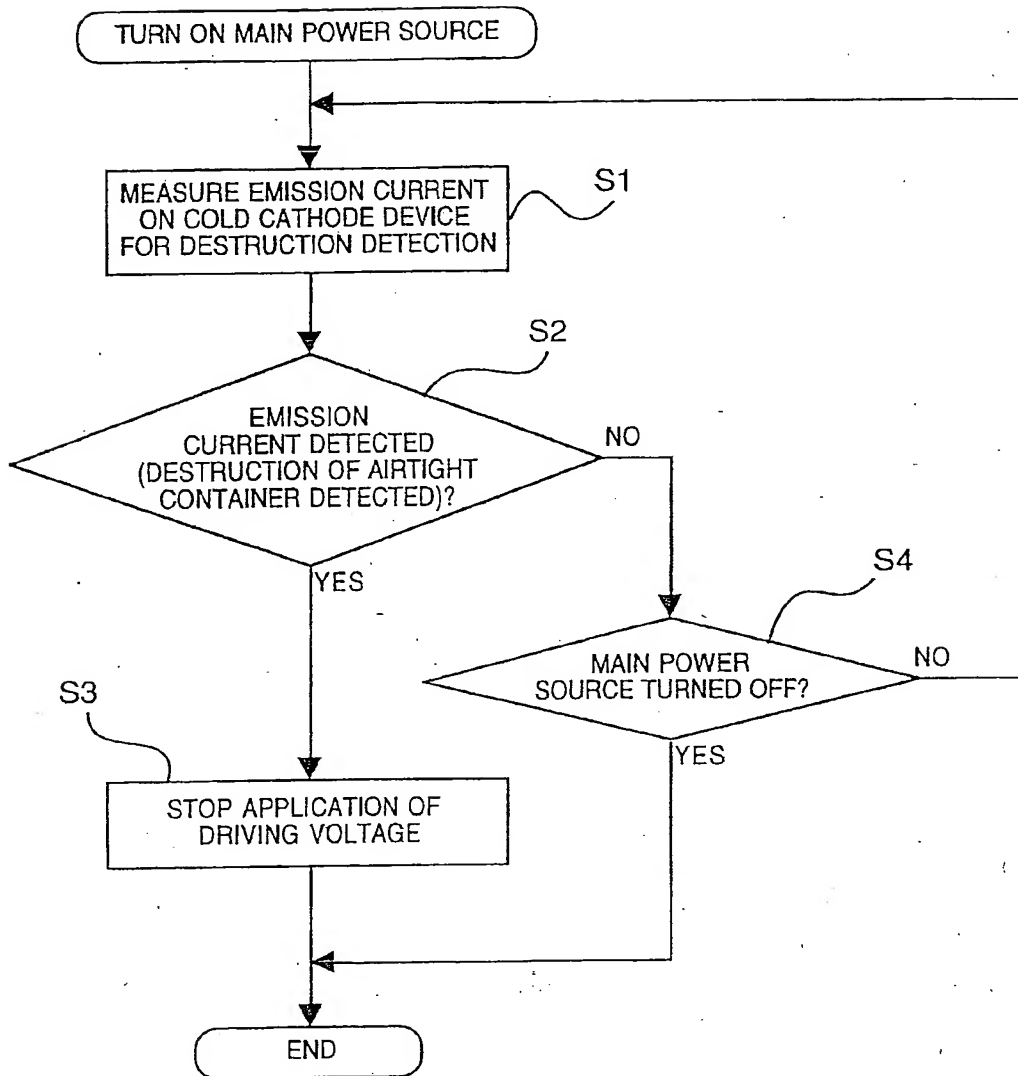 TURN ON MAIN POWER SOURCE
MEASURE EMISSION CURRENT
ON COLD CATHODE DEVICE
FOR DESTRUCTION DETECTION
S1
S2
EMISSION
CURRENT DETECTED
(DESTRUCTION OF AIRTIGHT
CONTAINER DETECTED)?
NO
YES
S4
MAIN POWER
SOURCE TURNED OFF?
NO
YES
S3
STOP APPLICATION OF
DRIVING VOLTAGE
END